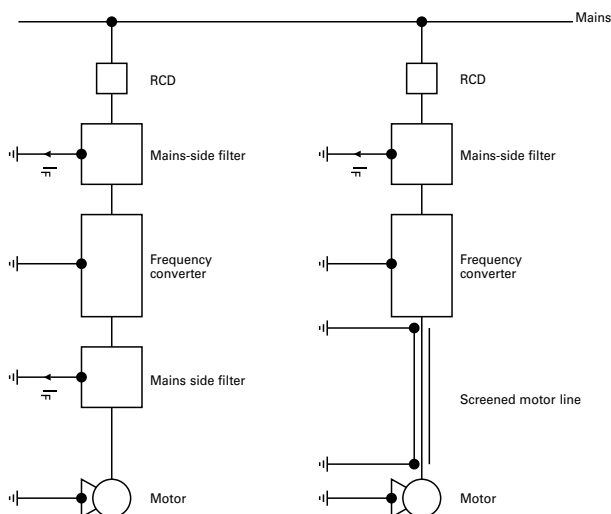 Mains
RCD
RCD
Mains-side filter
Mains-side filter
Frequency
converter
Frequency
converter
Mains side filter
Screened motor line
Motor
Motor